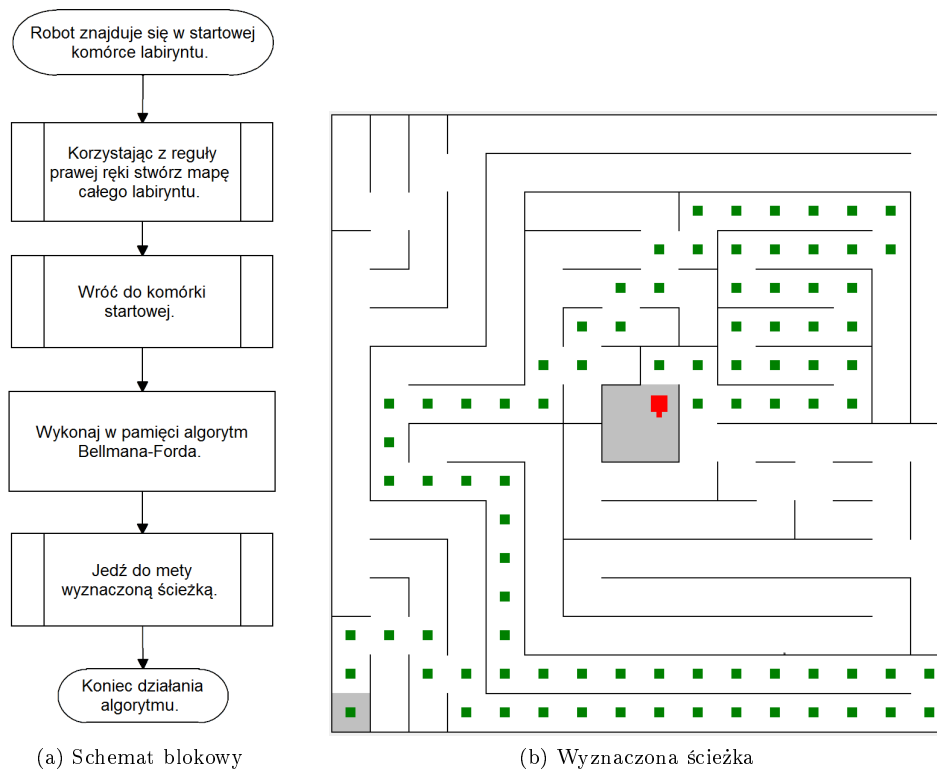 Robot znajduje się w startowej
komórce labiryntu.
Korzystając z reguły
prawej ręki stwórz mapę
całego labiryntu.
Wróć do komórki
startowej.
Wykonaj w pamięci algorytm
Bellmana-Forda.
Jedź do mety
wyznaczoną ścieżką.
Koniec działania
algorytmu.
(a) Schemat blokowy
(b) Wyznaczona ścieżka